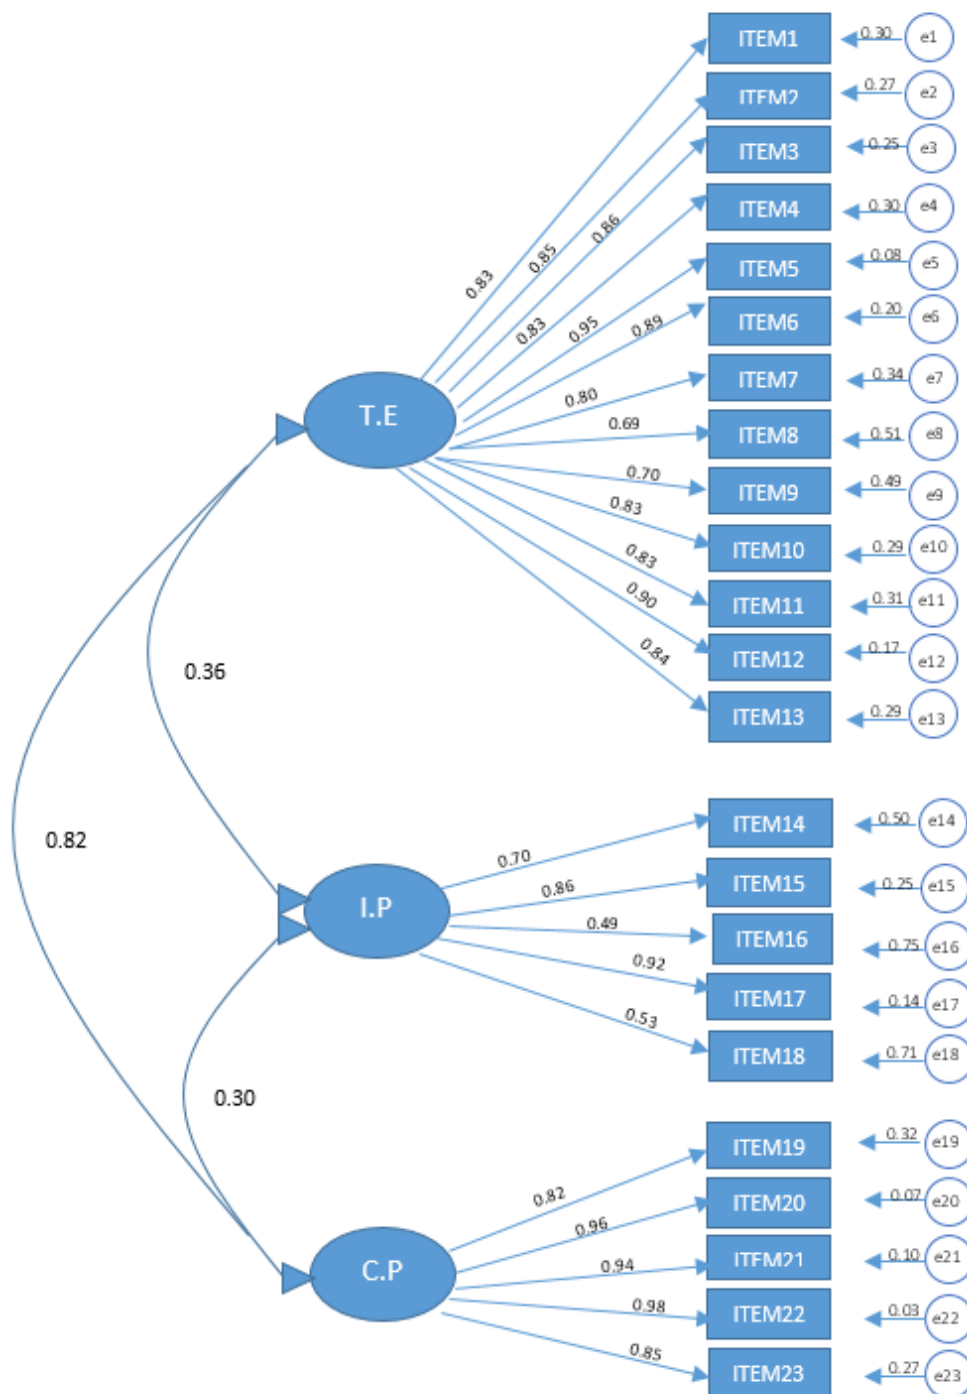 ITEM1 0.30 e1
ITEM2 0.27 e2
ITEM3 0.25 e3
ITEM4 0.30 e4
ITEM5 0.08 e5
ITEM6 0.20 e6
ITEM7 0.34 e7
ITEM8 0.51 e8
ITEM9 0.49 e9
ITEM10 0.29 e10
ITEM11 0.31 e11
ITEM12 0.17 e12
ITEM13 0.29 e13
0.83
0.85
0.86
0.83
0.95
0.89
0.80
0.69
0.70
0.83
0.83
0.90
0.84
T.E
0.36
0.82
ITEM14 0.50 e14
ITEM15 0.25 e15
ITEM16 0.75 e16
ITEM17 0.14 e17
ITEM18 0.71 e18
0.70
0.86
0.49
0.92
0.53
I.P
0.30
ITEM19 0.32 e19
ITEM20 0.07 e20
ITEM21 0.10 e21
ITEM22 0.03 e22
ITEM23 0.27 e23
0.82
0.96
0.94
0.98
0.85
C.P